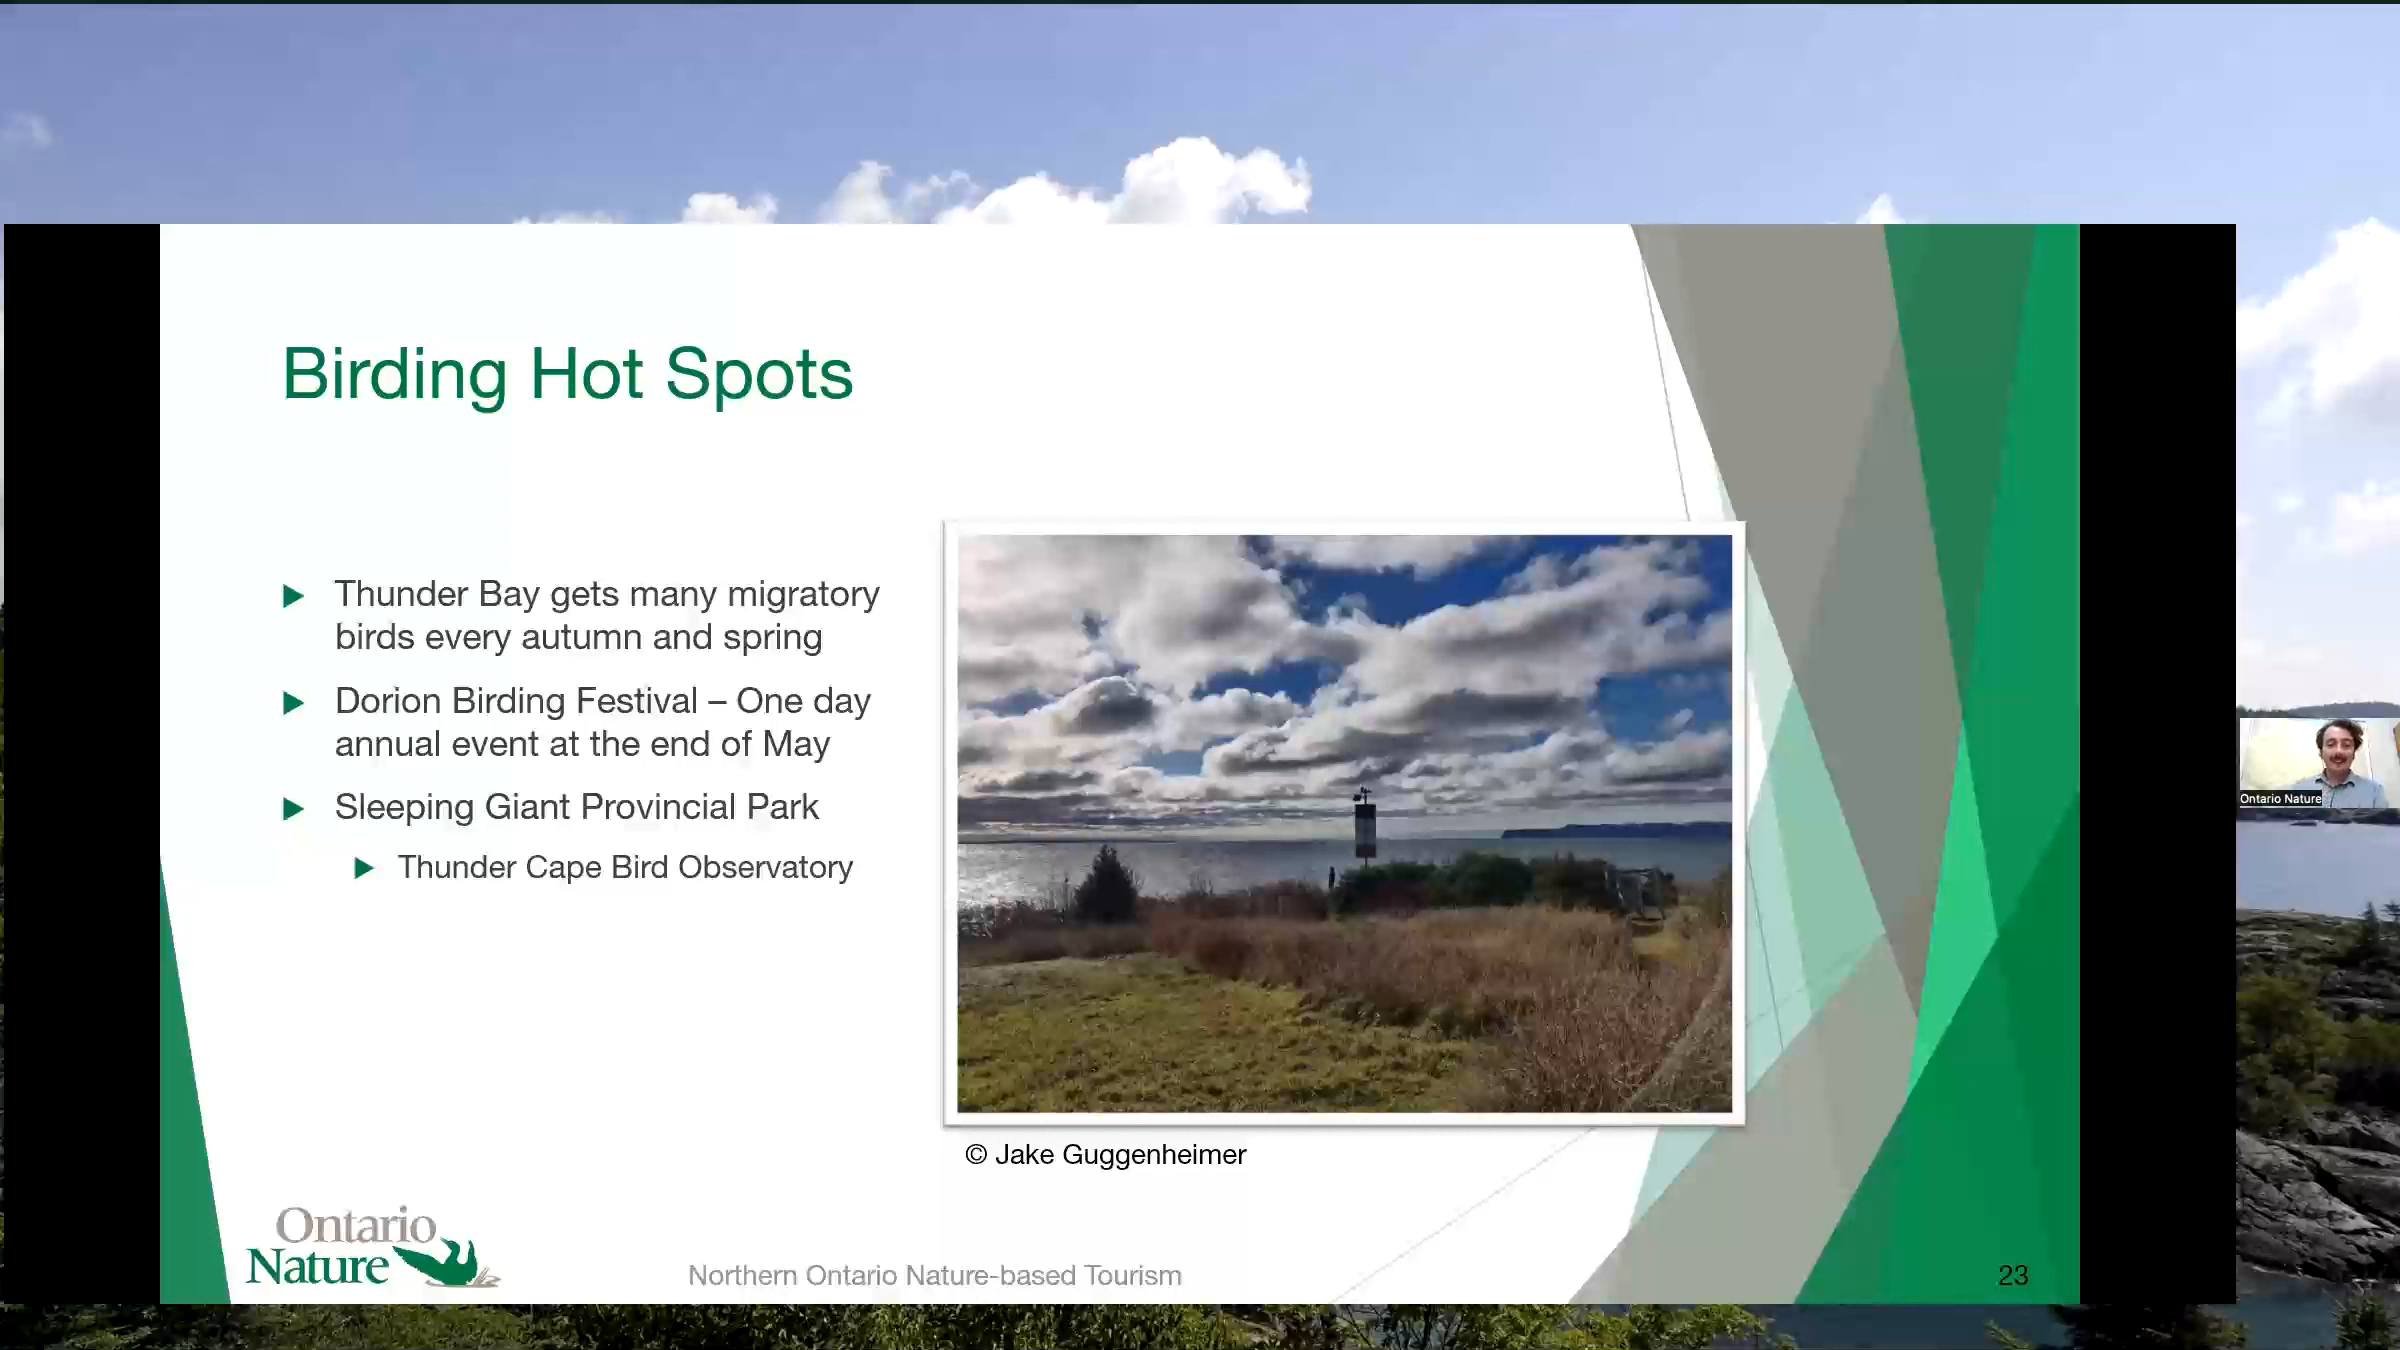 Birding Hot Spots
Thunder Bay gets many migratory
birds every autumn and spring
Dorion Birding Festival – One day
annual event at the end of May
Sleeping Giant Provincial Park
Thunder Cape Bird Observatory
© Jake Guggenheimer
Ontario Nature
Ontario
Nature
Northern Ontario Nature-based Tourism
23